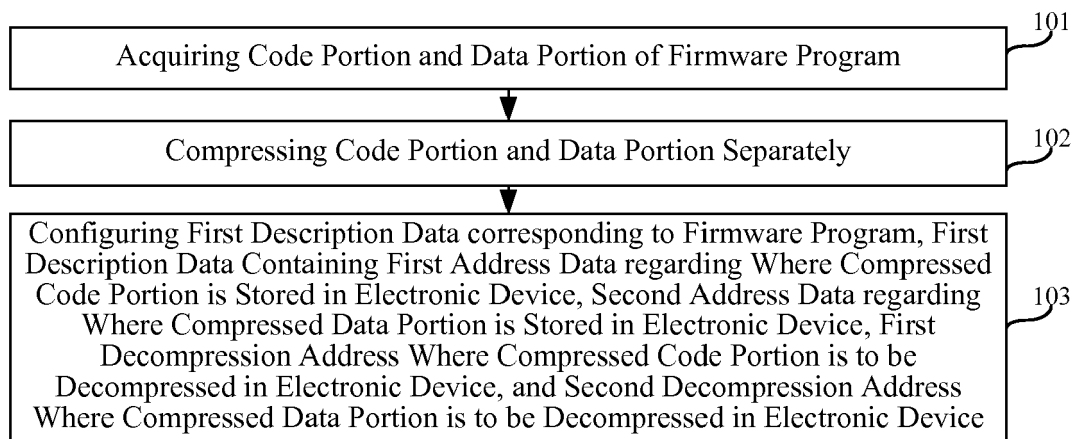 101
Acquiring Code Portion and Data Portion of Firmware Program
102
Compressing Code Portion and Data Portion Separately
103
Configuring First Description Data corresponding to Firmware Program, First
Description Data Containing First Address Data regarding Where Compressed
Code Portion is Stored in Electronic Device, Second Address Data regarding
Where Compressed Data Portion is Stored in Electronic Device, First
Decompression Address Where Compressed Code Portion is to be
Decompressed in Electronic Device, and Second Decompression Address
Where Compressed Data Portion is to be Decompressed in Electronic Device